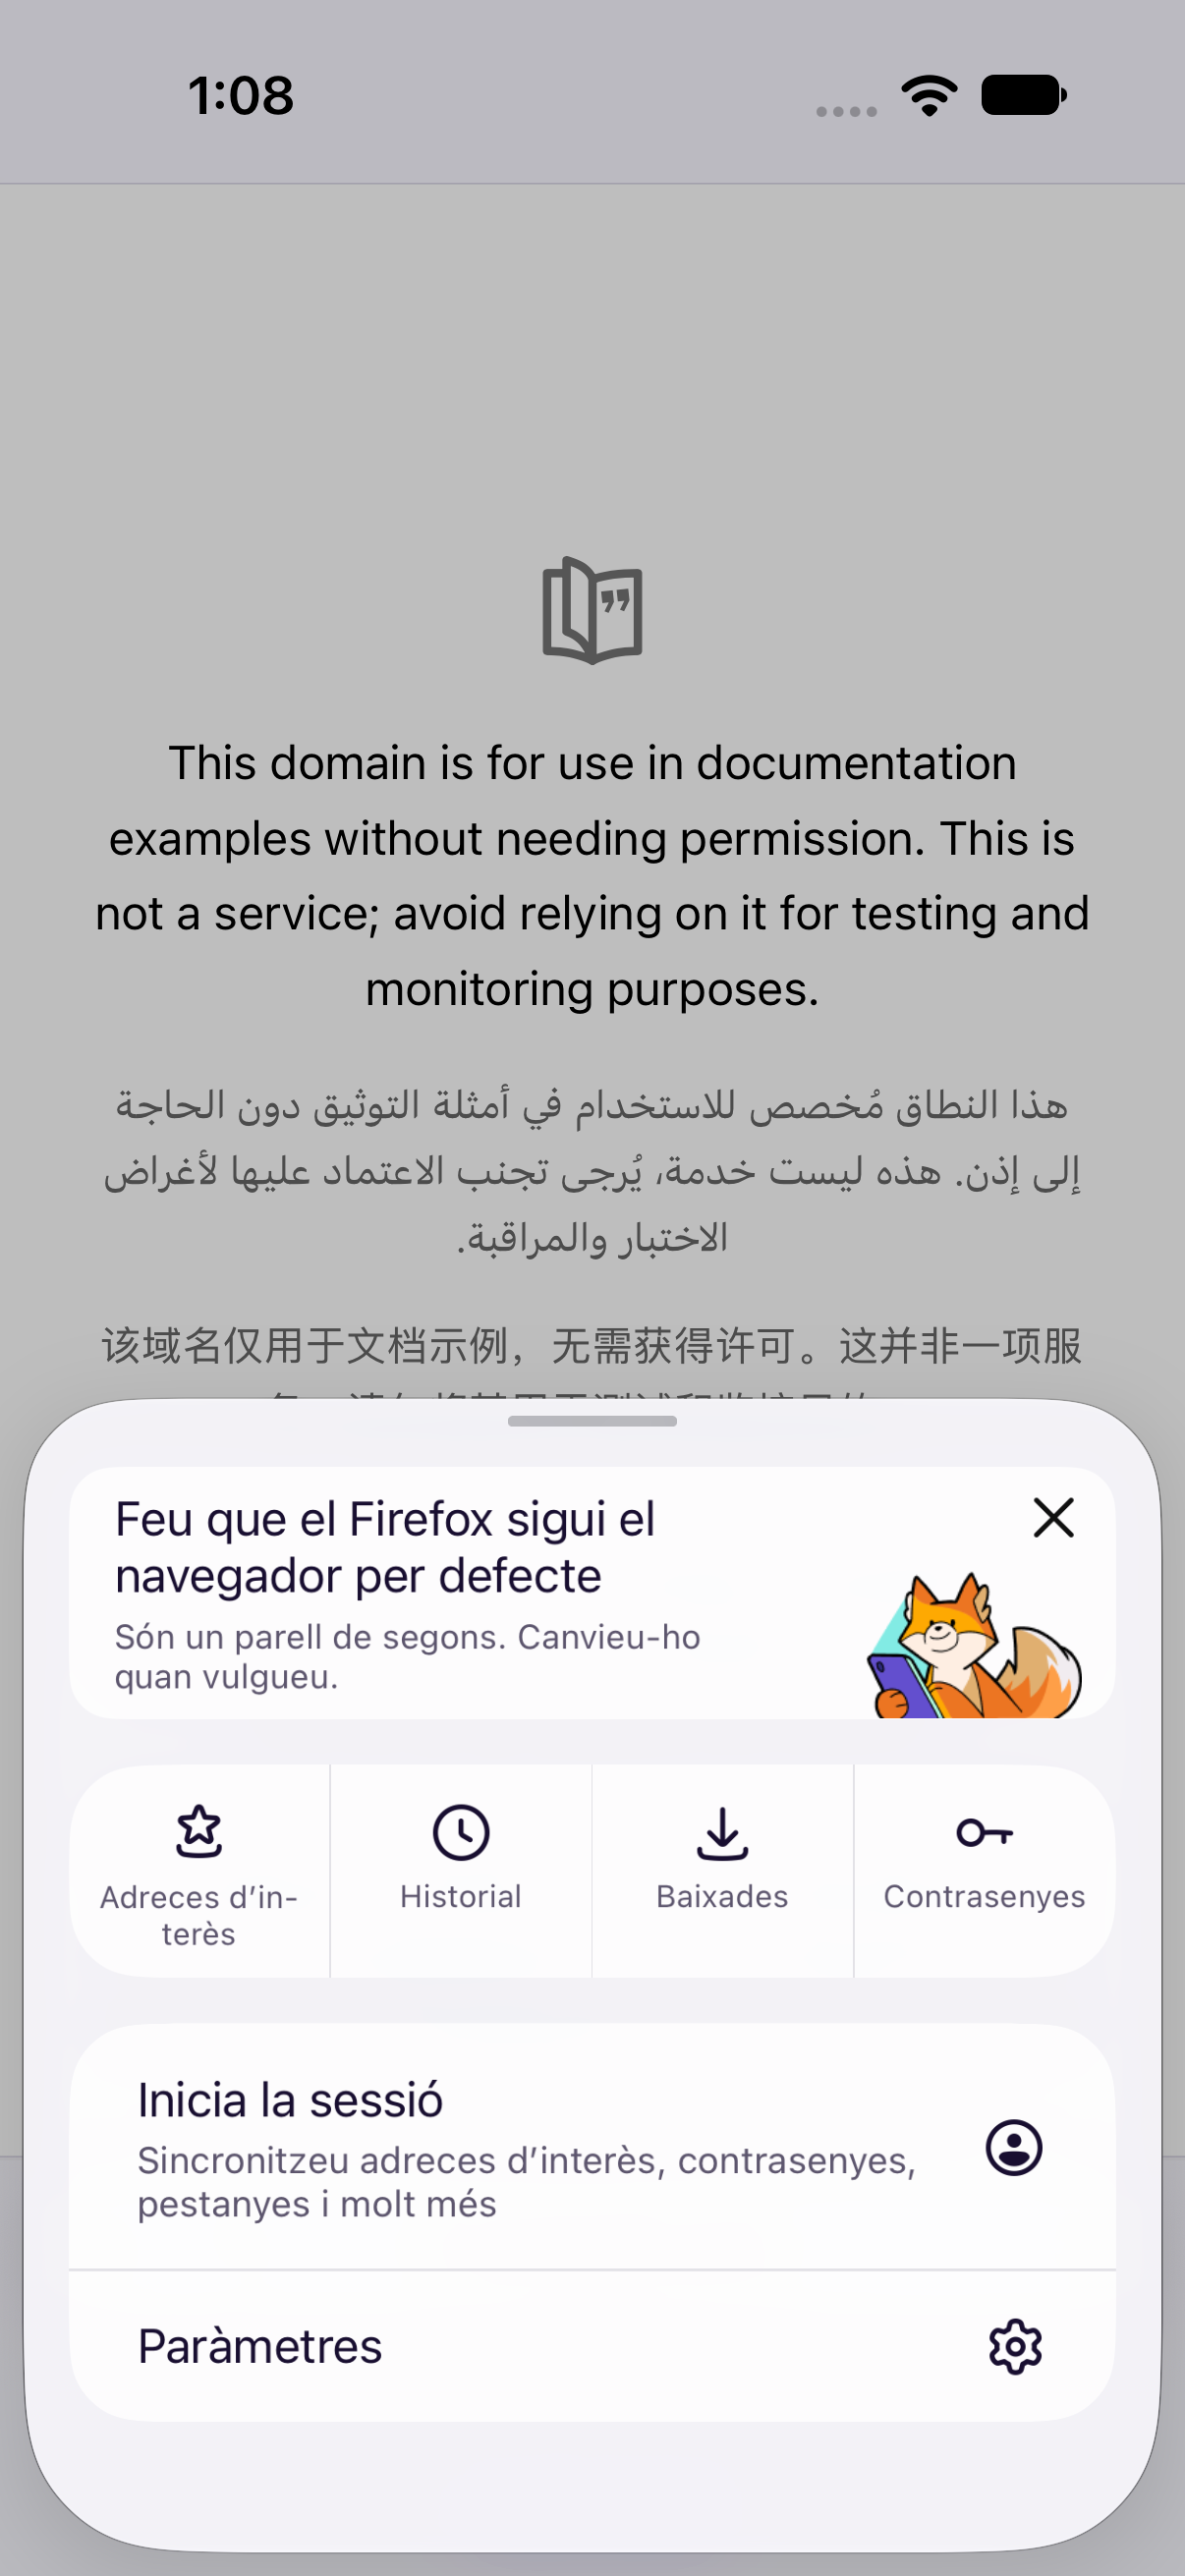 1:08
This domain is for use in documentation
examples without needing permission. This is
not a service; avoid relying on it for testing and
monitoring purposes.
هذا النطاق مُخصص للاستخدام في أمثلة التوثيق دون الحاجة
إلى إذن. هذه ليست خدمة، يُرجى تجنب الاعتماد عليها لأغراض
الاختبار والمراقبة.
该域名仅用于文档示例，无需获得许可。这并非一项服
Feu que el Firefox sigui el
navegador per defecte
Són un parell de segons. Canvieu-ho
quan vulgueu.
Adreces d’in-
terès
Historial
Baixades
Contrasenyes
Inicia la sessió
Sincronitzeu adreces d’interès, contrasenyes,
pestanyes i molt més
Paràmetres